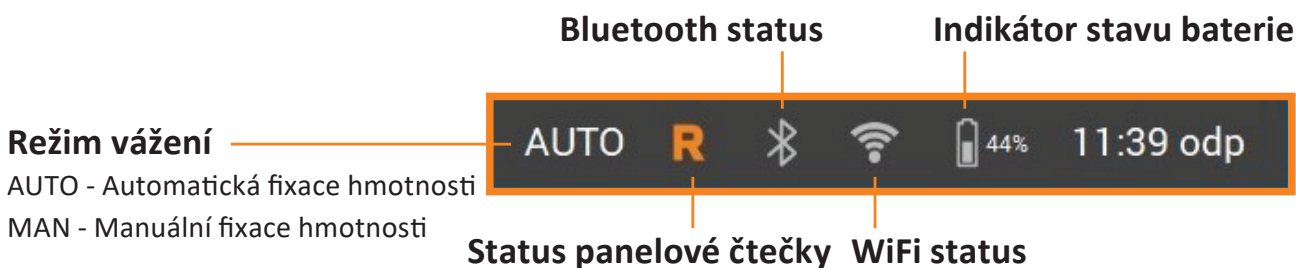 Bluetooth status
Indikátor stavu baterie
Režim vážení
AUTO R 44% 11:39 odp
AUTO - Automatická fixace hmotnosti
MAN - Manuální fixace hmotnosti
Status panelové čtečky
WiFi status